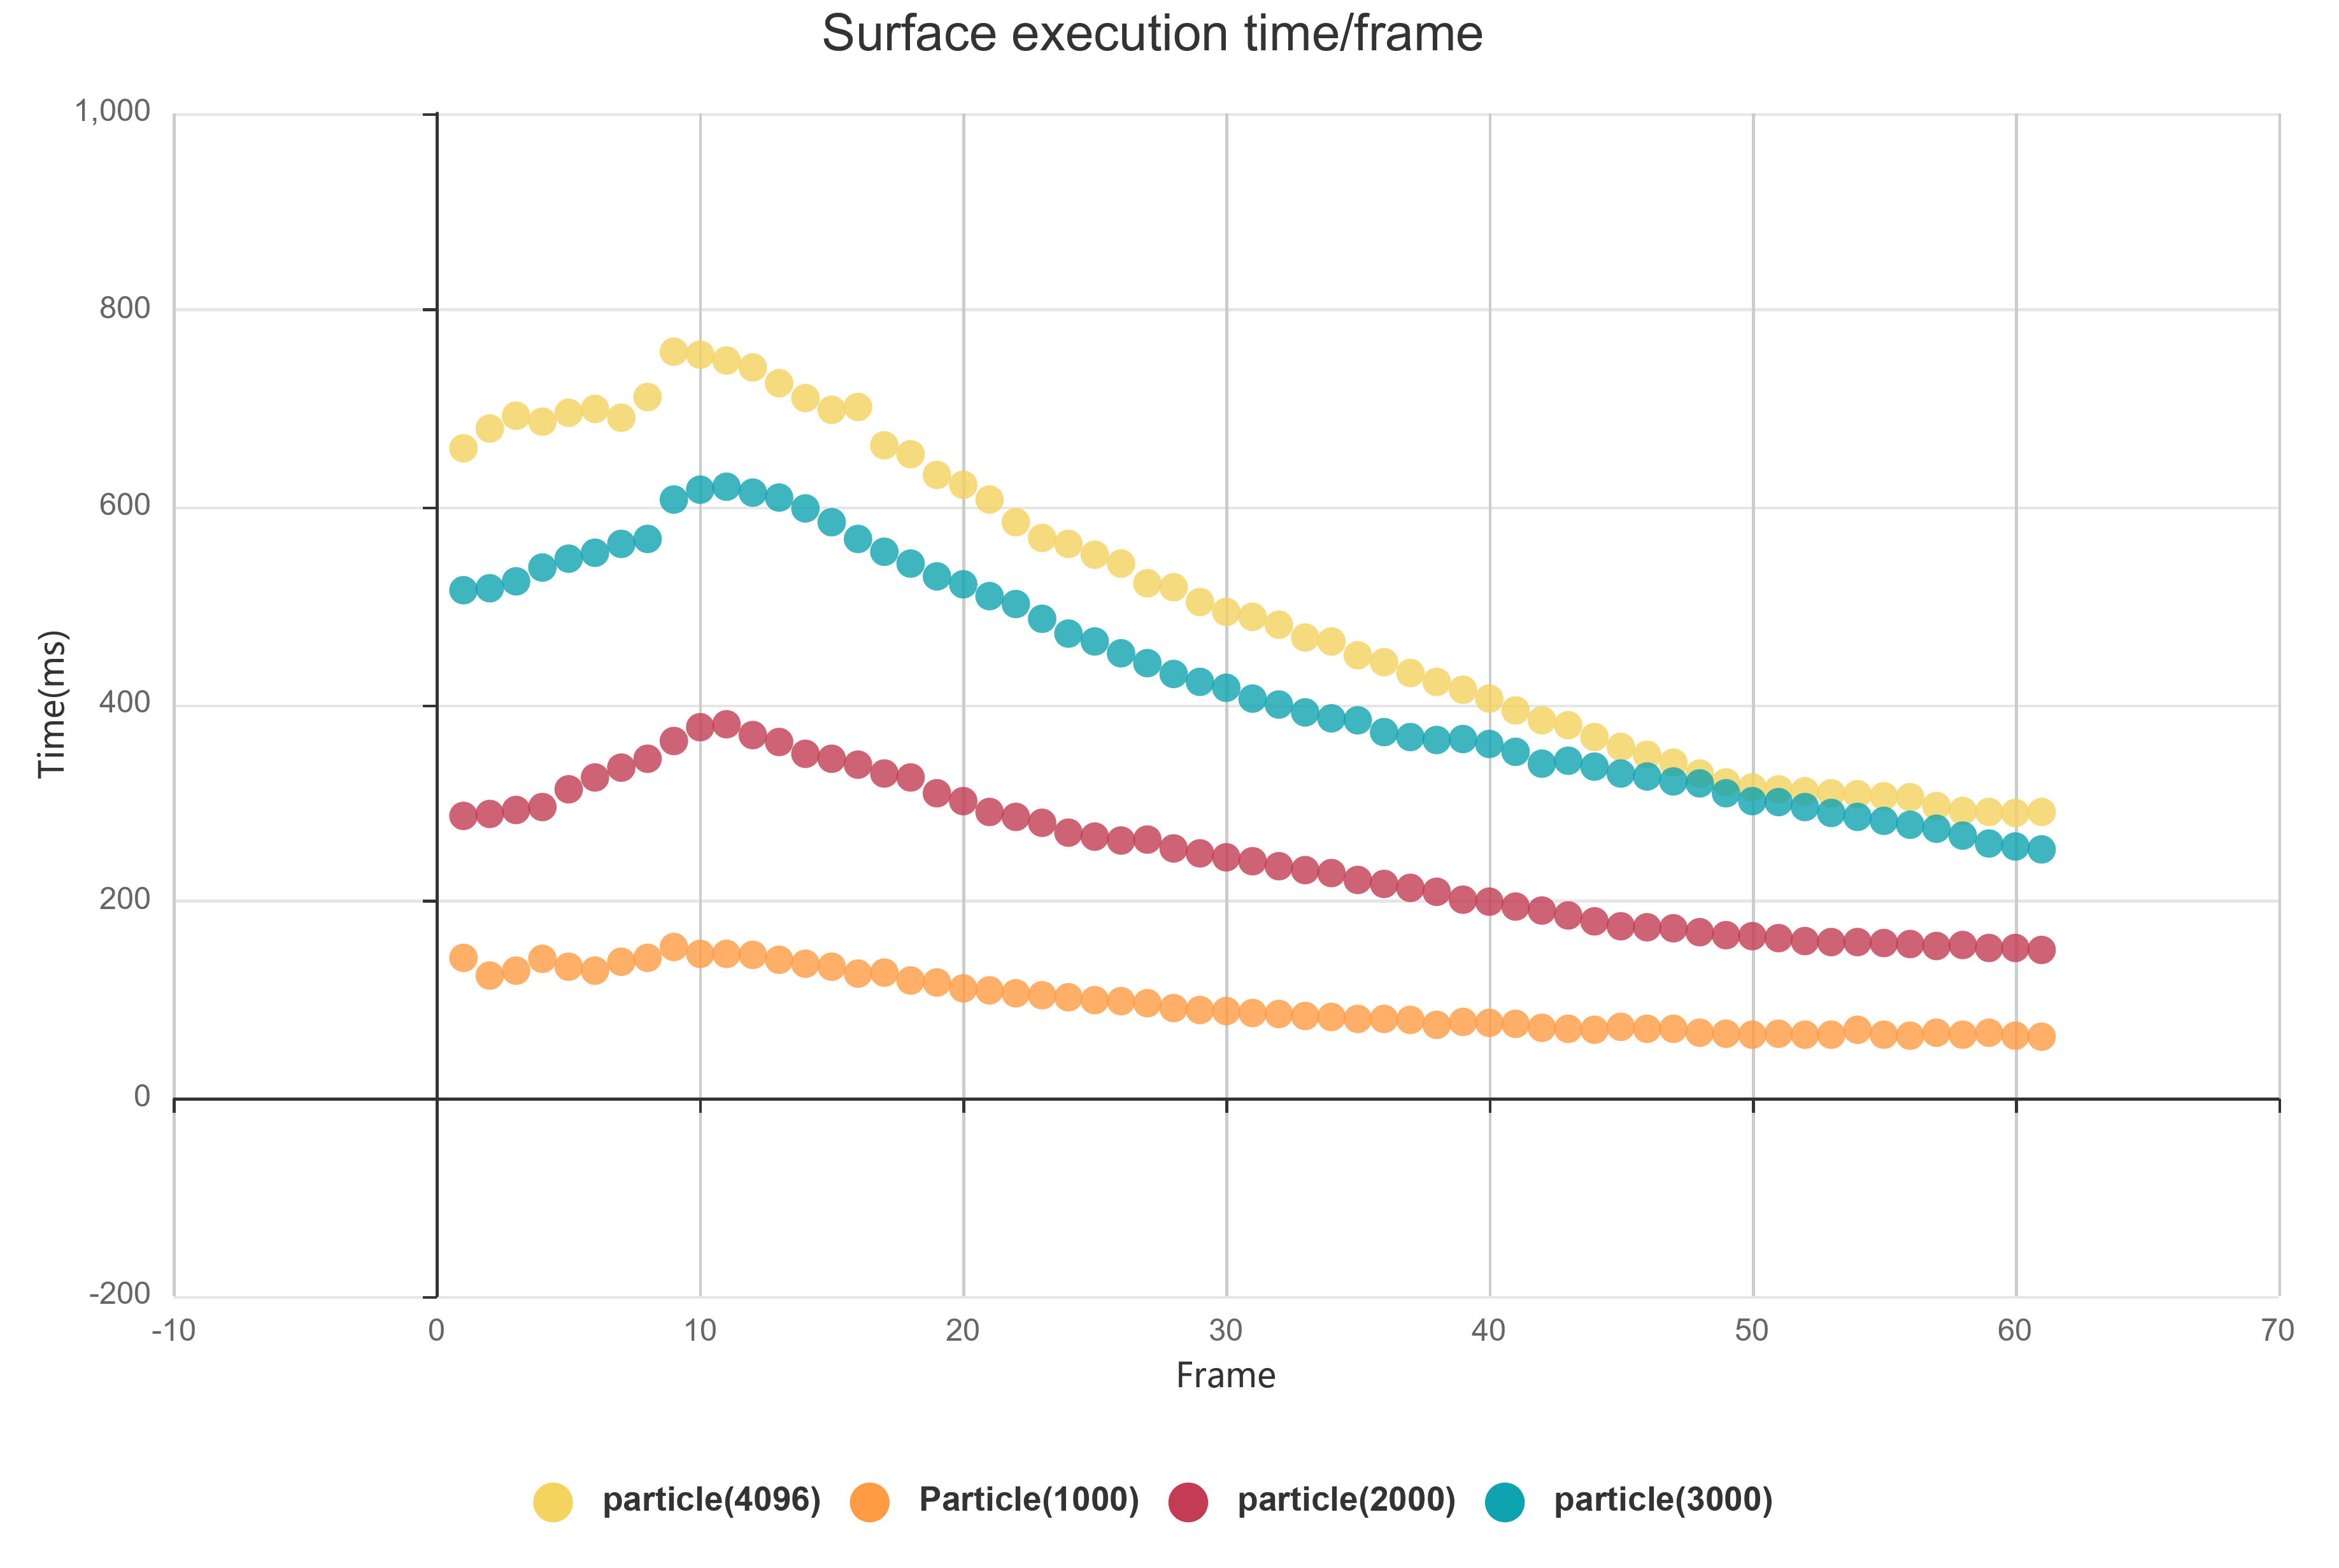 Surface execution time/frame
1,000
800
600
400
200
0
-200
Time(ms)
-10 0 10 20 30 40 50 60 70
Frame
particle(4096) Particle(1000) particle(2000) particle(3000)